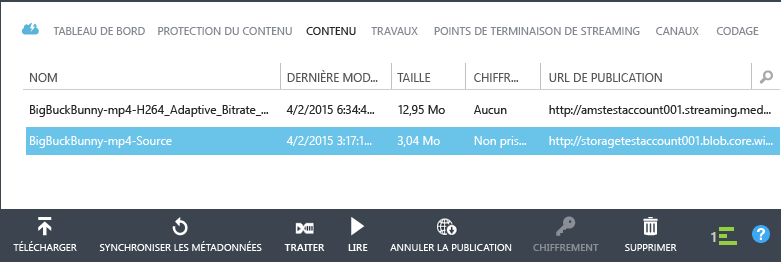 TABLEAU DE BORD PROTECTION DU CONTENU CONTENU TRAVAUX POINTS DE TERMINAISON DE STREAMING CANAUX CODAGE
NOM DERNIÈRE MOD... TAILLE CHIFFR... URL DE PUBLICATION
BigBuckBunny-mp4-H264_Adaptive_Bitrate_... 4/2/2015 6:34:4... 12,95 Mo Aucun http://amstestaccount001.streaming.med...
BigBuckBunny-mp4-Source 4/2/2015 3:17:1... 3,04 Mo Non pris... http://storagetestaccount001.blob.core.wi...
TÉLÉCHARGER SYNCHRONISER LES MÉTADONNÉES TRAITER LIRE ANNULER LA PUBLICATION CHIFFREMENT SUPPRIMER 1 ?